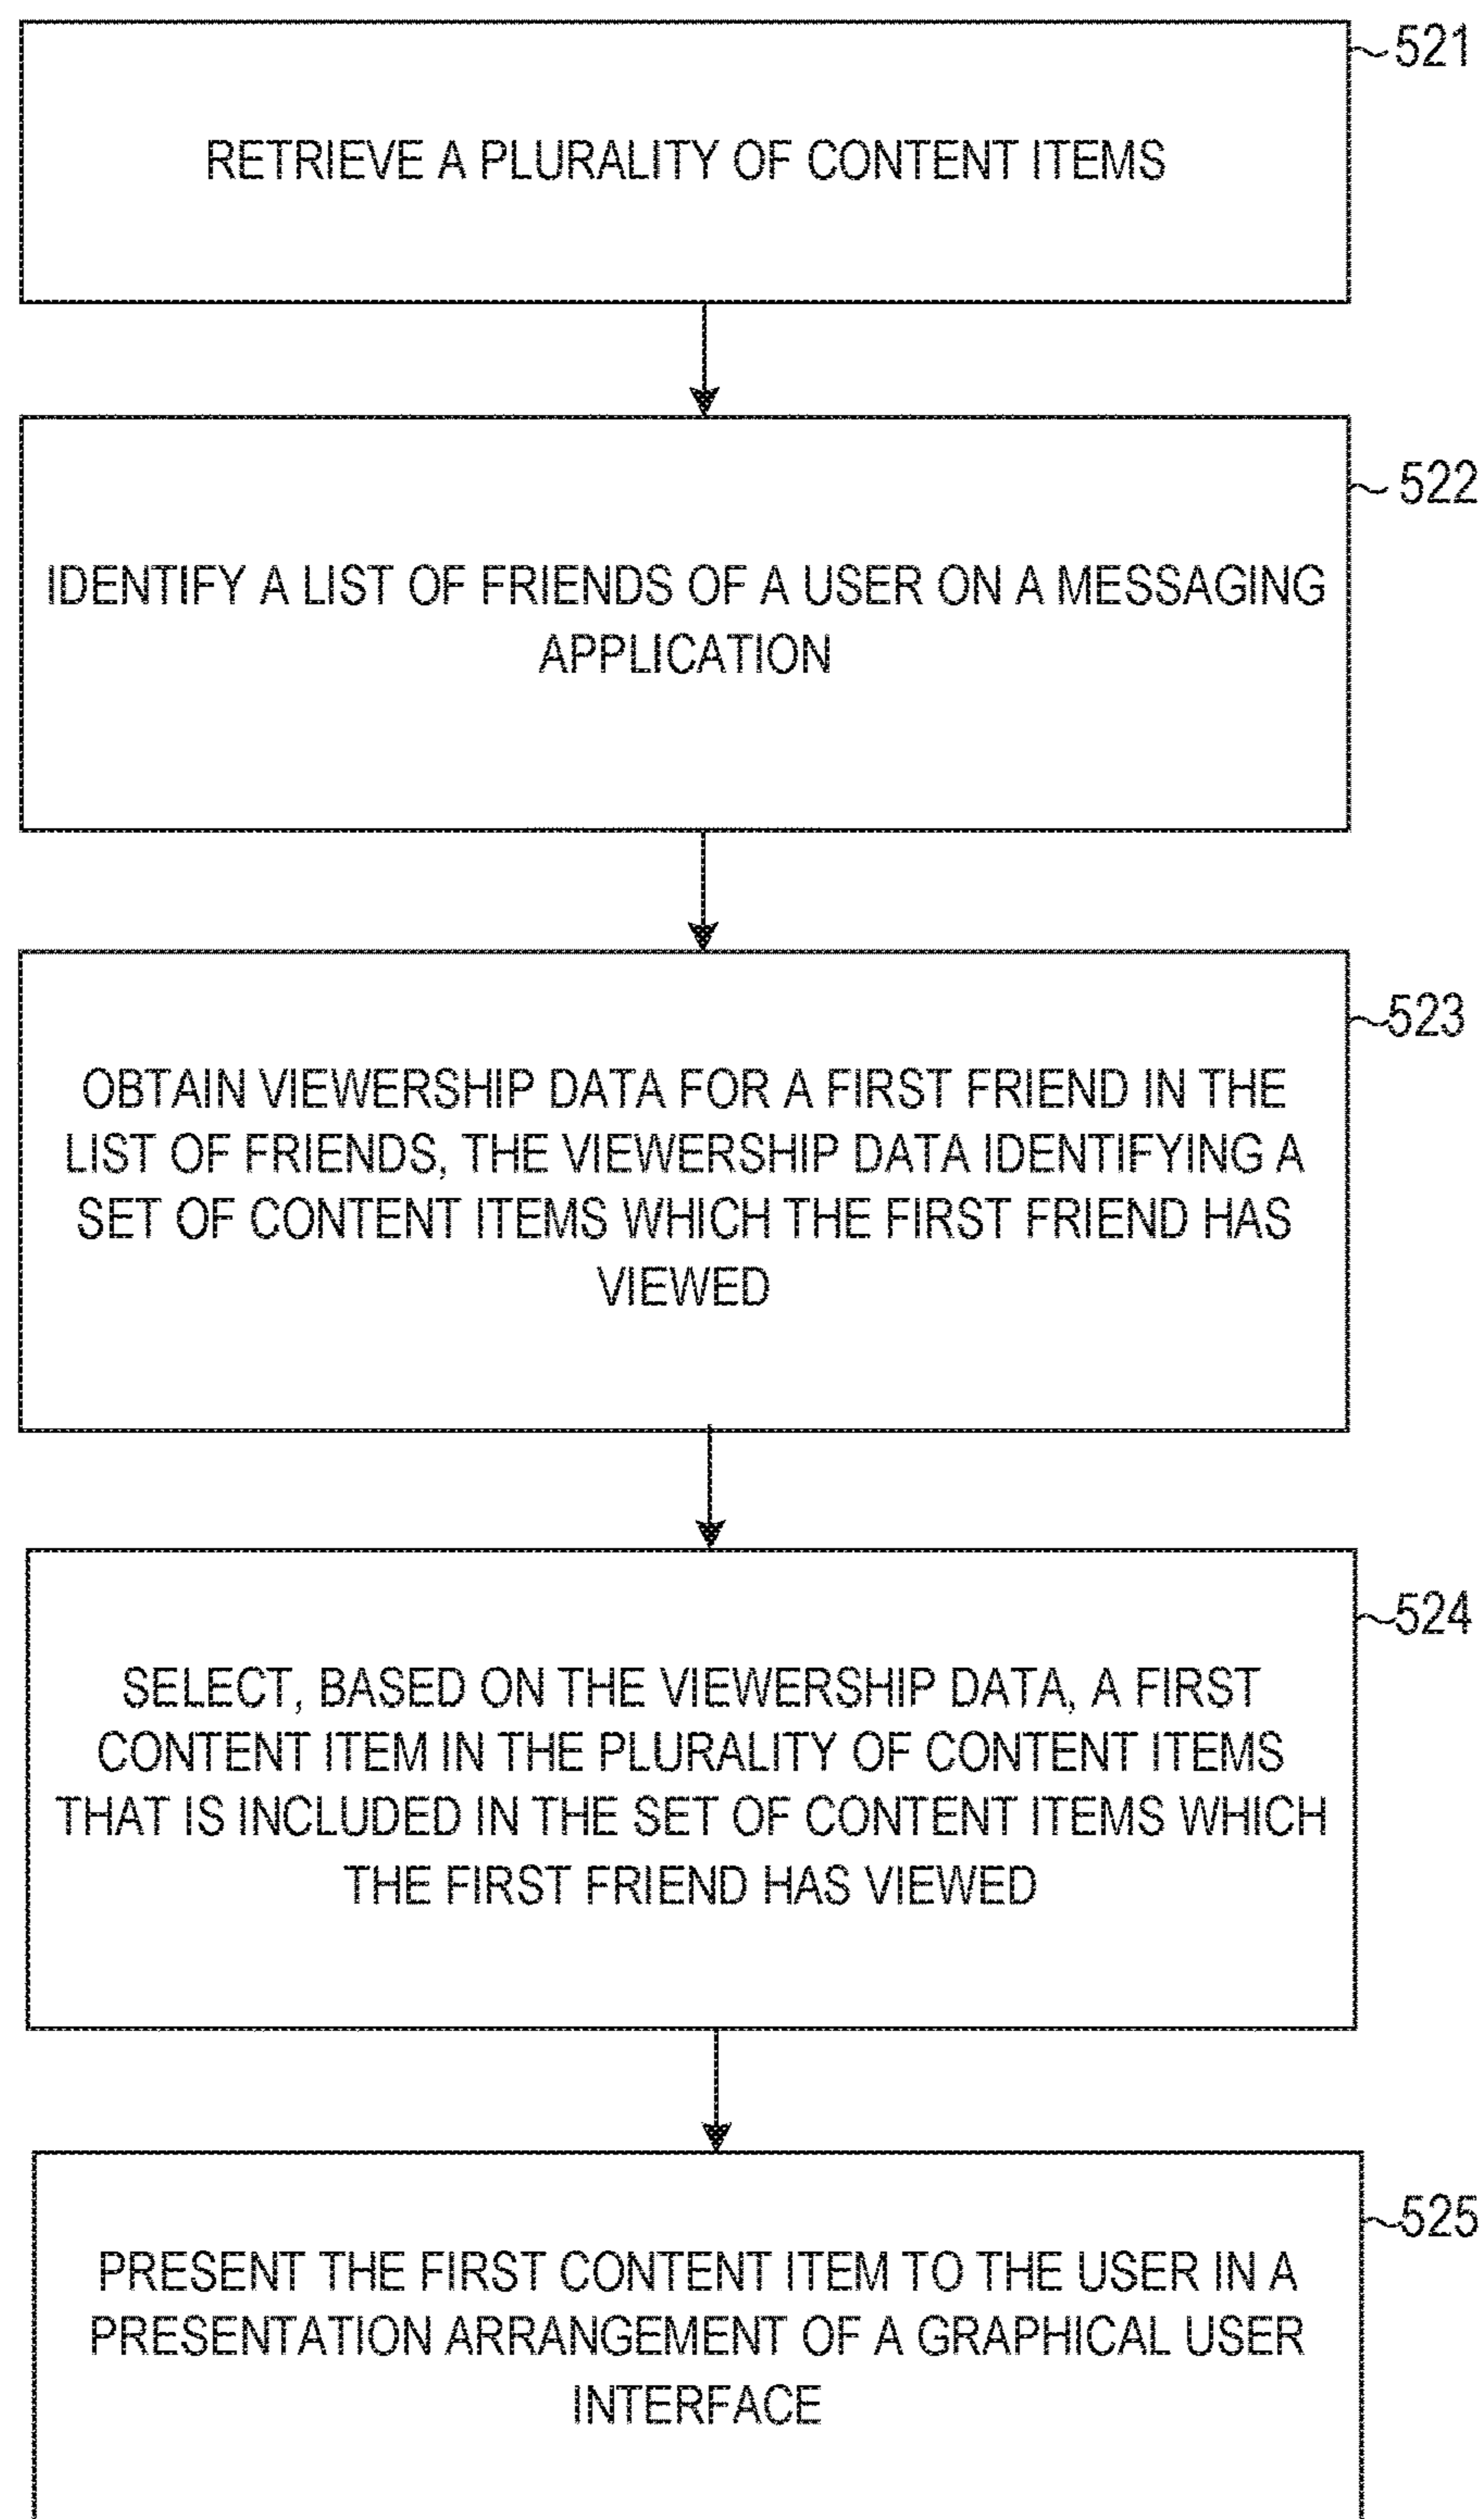 521
RETRIEVE A PLURALITY OF CONTENT ITEMS
522
IDENTIFY A LIST OF FRIENDS OF A USER ON A MESSAGING
APPLICATION
523
OBTAIN VIEWERSHIP DATA FOR A FIRST FRIEND IN THE
LIST OF FRIENDS, THE VIEWERSHIP DATA IDENTIFYING A
SET OF CONTENT ITEMS WHICH THE FIRST FRIEND HAS
VIEWED
524
SELECT, BASED ON THE VIEWERSHIP DATA, A FIRST
CONTENT ITEM IN THE PLURALITY OF CONTENT ITEMS
THAT IS INCLUDED IN THE SET OF CONTENT ITEMS WHICH
THE FIRST FRIEND HAS VIEWED
525
PRESENT THE FIRST CONTENT ITEM TO THE USER IN A
PRESENTATION ARRANGEMENT OF A GRAPHICAL USER
INTERFACE